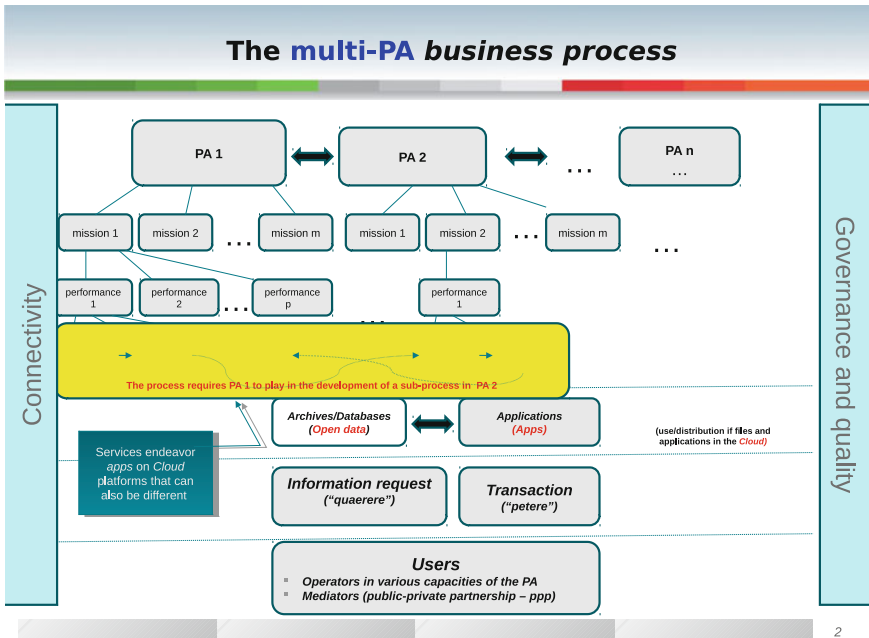 The multi-PA business process
PA 1
PA 2
...
PA n
...
mission 1
mission 2
...
mission m
mission 1
mission 2
...
mission m
...
performance
1
performance
2
...
performance
p
...
performance
1
The process requires PA 1 to play in the development of a sub-process in PA 2
Connectivity
Governance and quality
Archives/Databases
(Open data)
Applications
(Apps)
(use/distribution if files and
applications in the Cloud)
Services endeavor
apps on Cloud
platforms that can
also be different
Information request
(“quaerere”)
Transaction
(“petere”)
Users
Operators in various capacities of the PA
Mediators (public-private partnership – ppp)
2